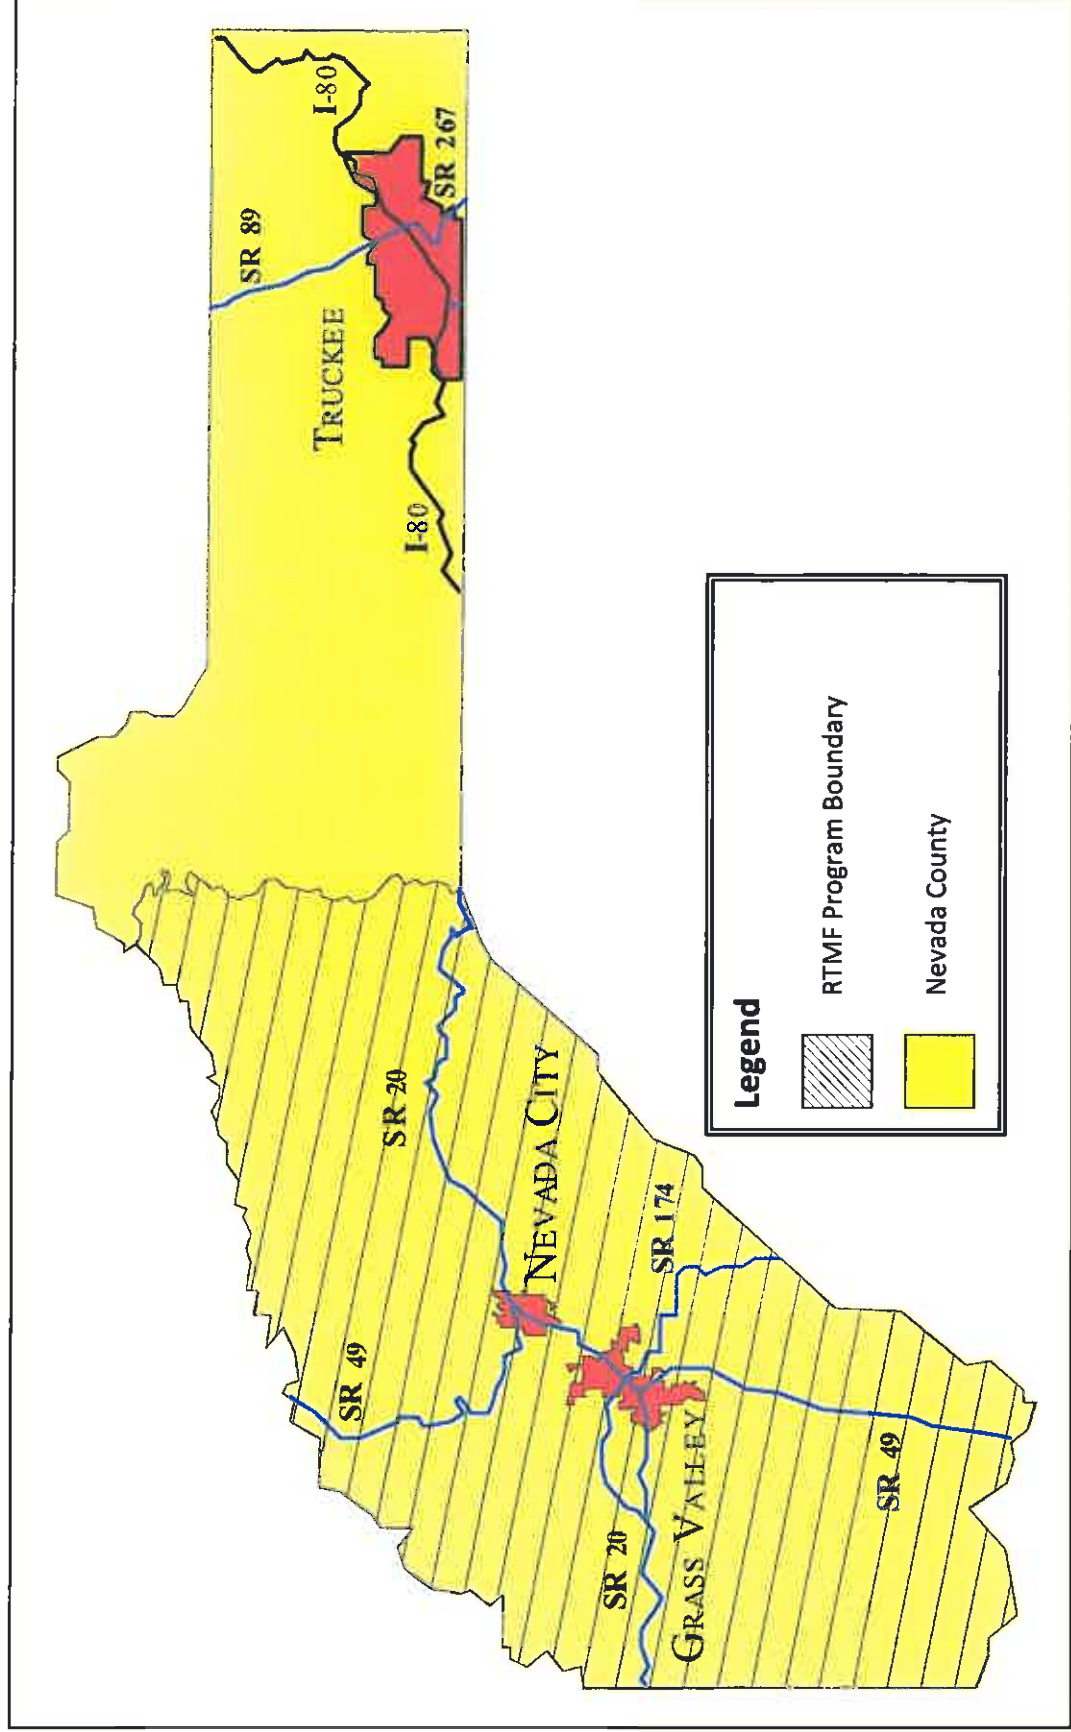 SR 49
SR 20
NEVADA CITY
SR 174
SR 20
GRASS VALLEY
SR 49
I-80
TRUCKEE
SR 89
I-80
SR 267
Legend
RTMF Program Boundary
Nevada County